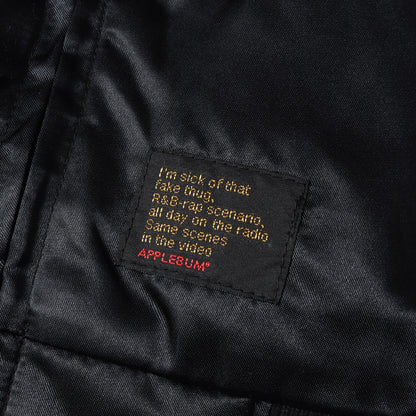 I'm sick of that
fake thug,
R&B-rap scenario,
all day on the radio
Same scenes
in the video
APPLEBUM®